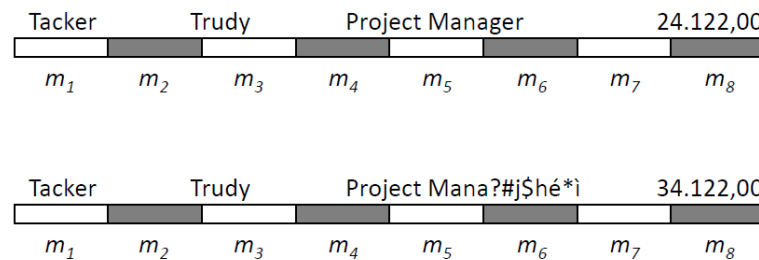 Tacker Trudy Project Manager 24.122,00
m1 m2 m3 m4 m5 m6 m7 m8
Tacker Trudy Project Mana?#j$hé*ì 34.122,00
m1 m2 m3 m4 m5 m6 m7 m8